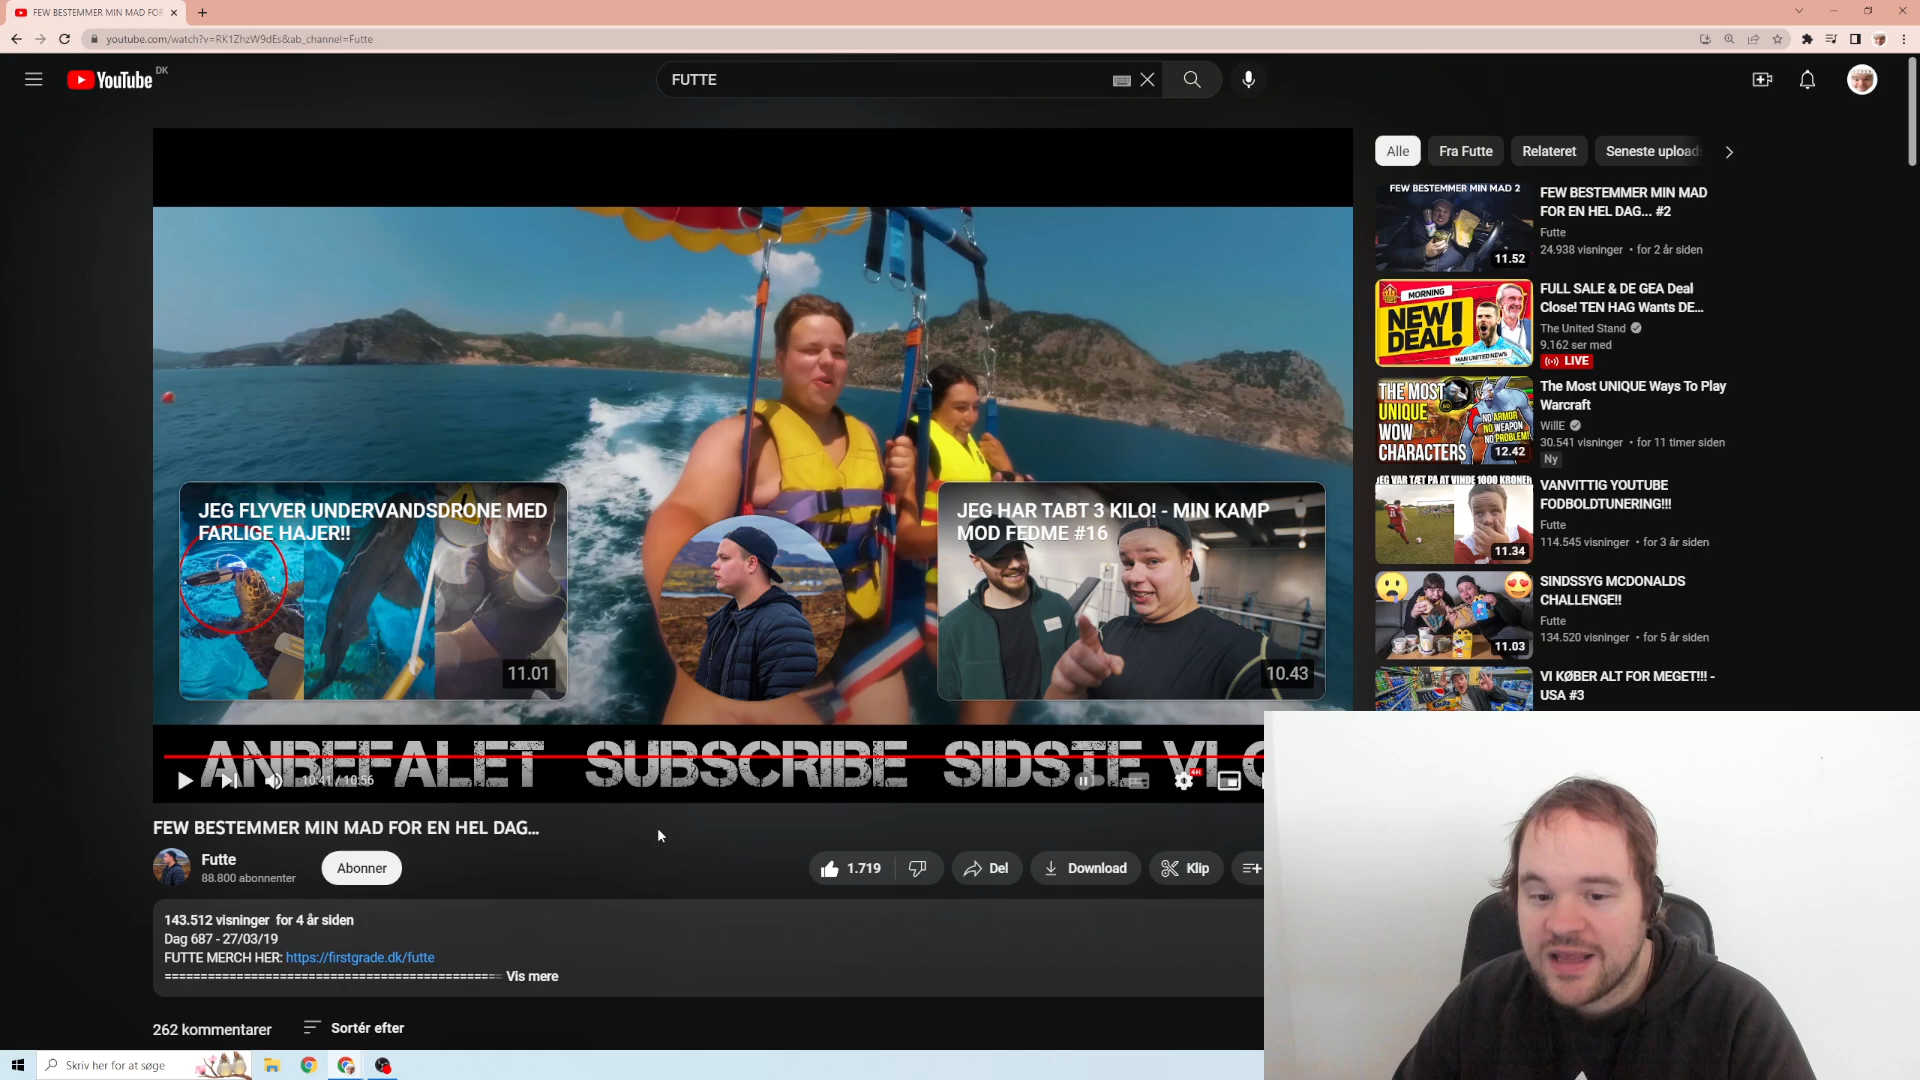 FEW BESTEMMER MIN MAD FOR
youtube.com/watch?v=RK1ZhzW9dEs&ab_channel=Futte
YouTube DK
FUTTE
Alle
Fra Futte
Relateret
Seneste uploads
FEW BESTEMMER MIN MAD 2
11.52
FEW BESTEMMER MIN MAD
FOR EN HEL DAG... #2
Futte
24.938 visninger • for 2 år siden
MORNING
NEW
DEAL!
MAN UNITED NEWS
FULL SALE & DE GEA Deal
Close! TEN HAG Wants DE...
The United Stand
9.162 ser med
LIVE
THE MOST
UNIQUE
WOW
CHARACTERS
NO ARMOR
NO WEAPON
NO PROBLEM!
12.42
The Most UNIQUE Ways To Play
Warcraft
WillE
30.541 visninger • for 11 timer siden
Ny
JEG VAR TÆT PÅ AT VINDE 1000 KRONER
11.34
VANVITTIG YOUTUBE
FODBOLDTUNERING!!!
Futte
114.545 visninger • for 3 år siden
11.03
SINDSSYG MCDONALDS
CHALLENGE!!
Futte
134.520 visninger • for 5 år siden
VI KØBER ALT FOR MEGET!!! -
USA #3
JEG FLYVER UNDERVANDSDRONE MED
FARLIGE HAJER!!
11.01
JEG HAR TABT 3 KILO! - MIN KAMP
MOD FEDME #16
10.43
ANBEFALET SUBSCRIBE SIDSTE VLO
10:41 / 10:56
FEW BESTEMMER MIN MAD FOR EN HEL DAG...
Futte
88.800 abonnenter
Abonner
1.719
Del
Download
Klip
143.512 visninger for 4 år siden
Dag 687 - 27/03/19
FUTTE MERCH HER: https://firstgrade.dk/futte
============================================== Vis mere
262 kommentarer
Sortér efter
Skriv her for at søge